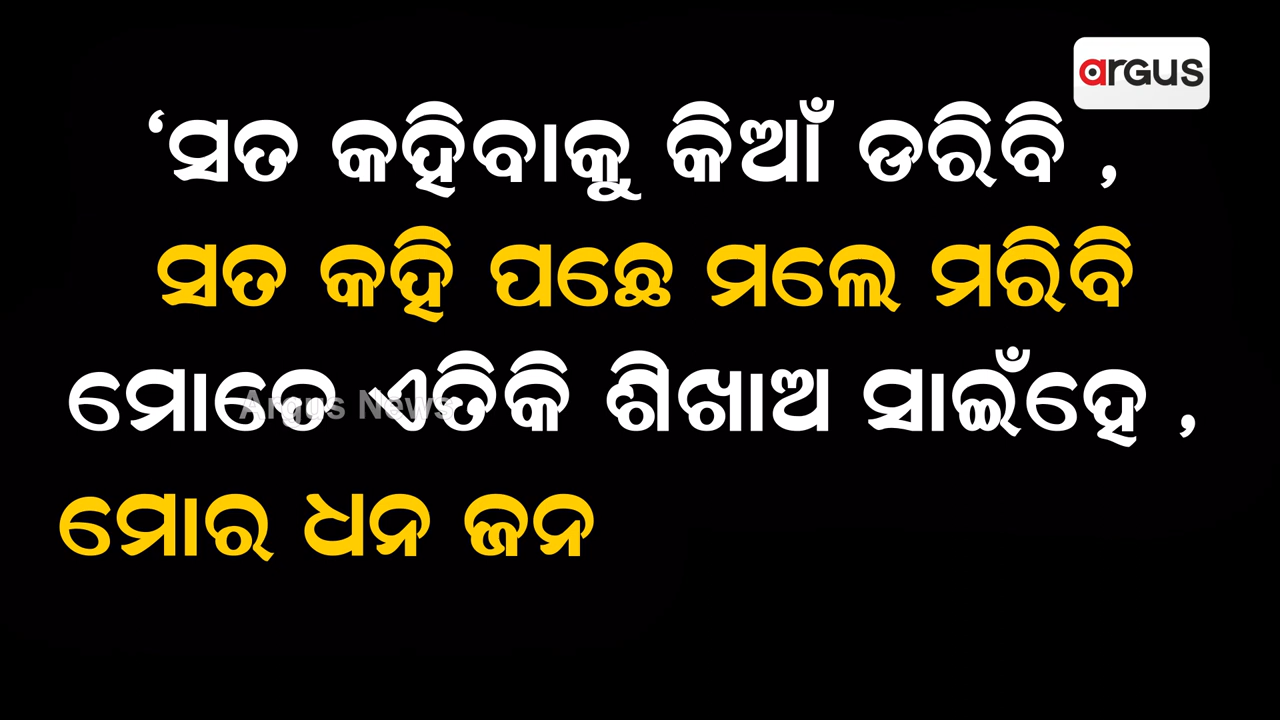 argus
‘ସତ କହିବାକୁ କିଆଁ ଡରିବି ,
ସତ କହି ପଛେ ମଲେ ମରିବି
ମୋତେ ଏତିକି ଶିଖାଅ ସାଇଁହେ ,
Argus News
ମୋର ଧନ ଜନ